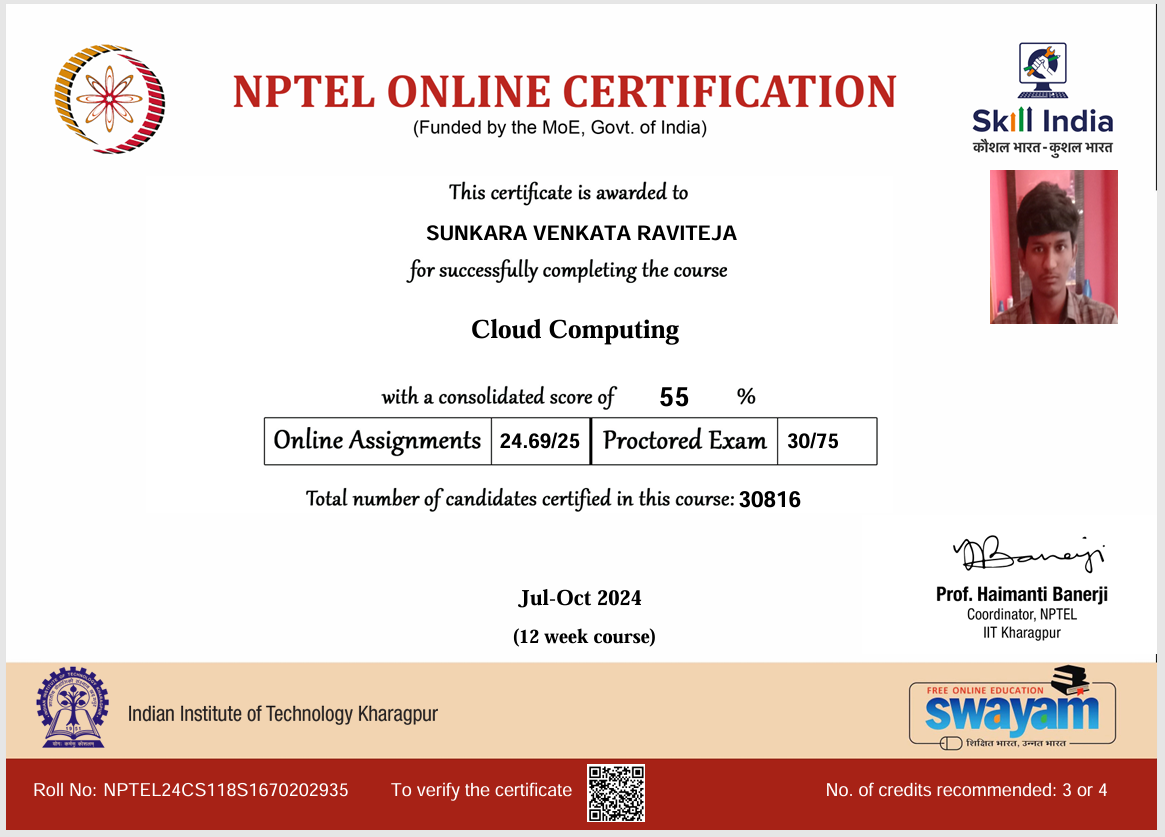 NPTEL ONLINE CERTIFICATION
(Funded by the MoE, Govt. of India)
Skill India
कौशल भारत - कुशल भारत
This certificate is awarded to
SUNKARA VENKATA RAVITEJA
for successfully completing the course
Cloud Computing
with a consolidated score of 55 %
Online Assignments 24.69/25 Proctored Exam 30/75
Total number of candidates certified in this course: 30816
Jul-Oct 2024
(12 week course)
Prof. Haimanti Banerji
Coordinator, NPTEL
IIT Kharagpur
Indian Institute of Technology Kharagpur
FREE ONLINE EDUCATION
swayam
शिक्षित भारत, उन्नत भारत
Roll No: NPTEL24CS118S1670202935 To verify the certificate No. of credits recommended: 3 or 4